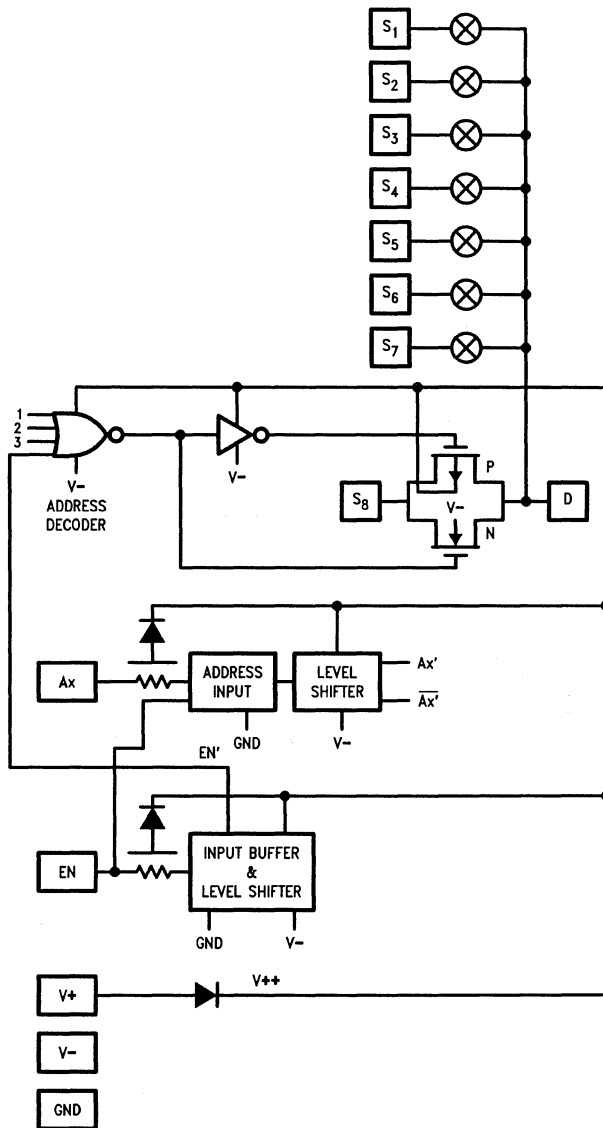 S1
S2
S3
S4
S5
S6
S7
1
2
3
V-
ADDRESS
DECODER
V-
S8
P
V-
N
D
Ax
ADDRESS
INPUT
LEVEL
SHIFTER
Ax'
A̅x̅'̅
GND
V-
EN'
EN
INPUT BUFFER
&
LEVEL SHIFTER
GND
V-
V+
V++
V-
GND